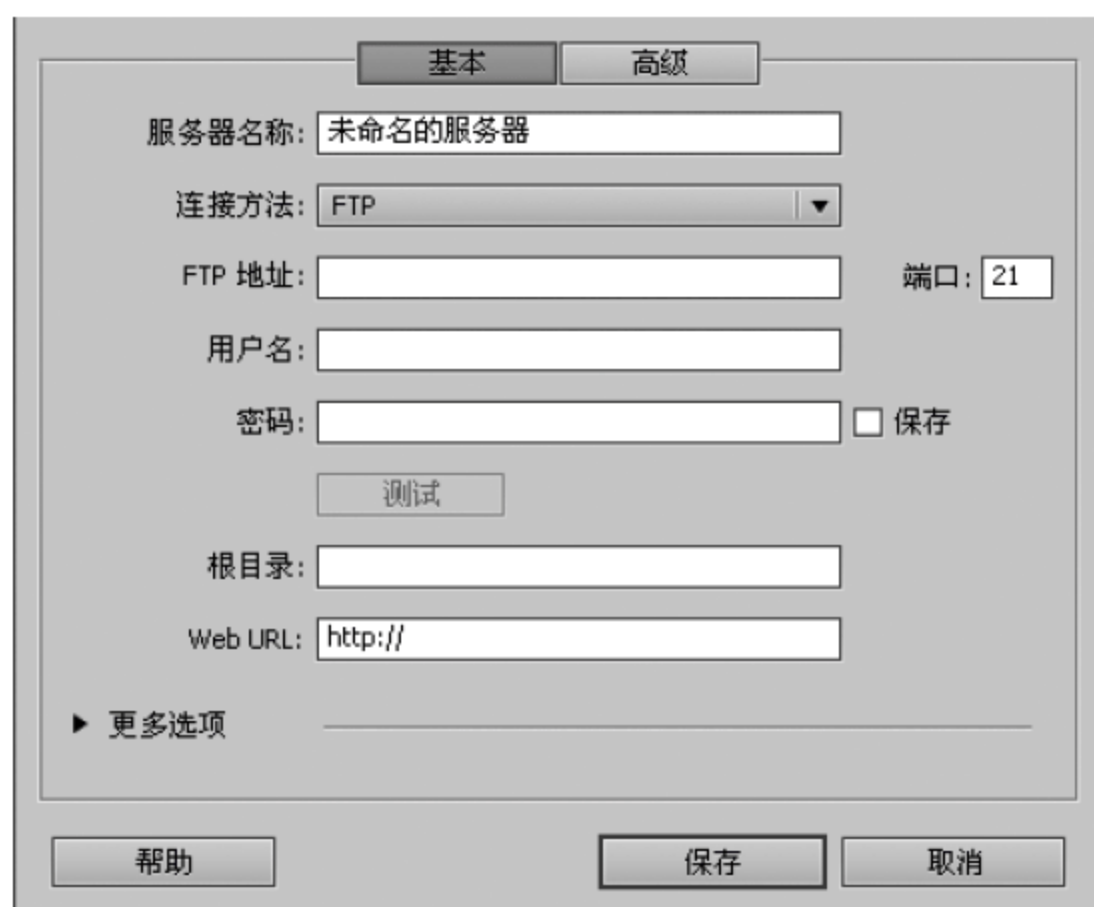 基本 高级
服务器名称: 未命名的服务器
连接方法: FTP
FTP 地址: 端口: 21
用户名:
密码: 保存
测试
根目录:
Web URL: http://
更多选项
帮助 保存 取消